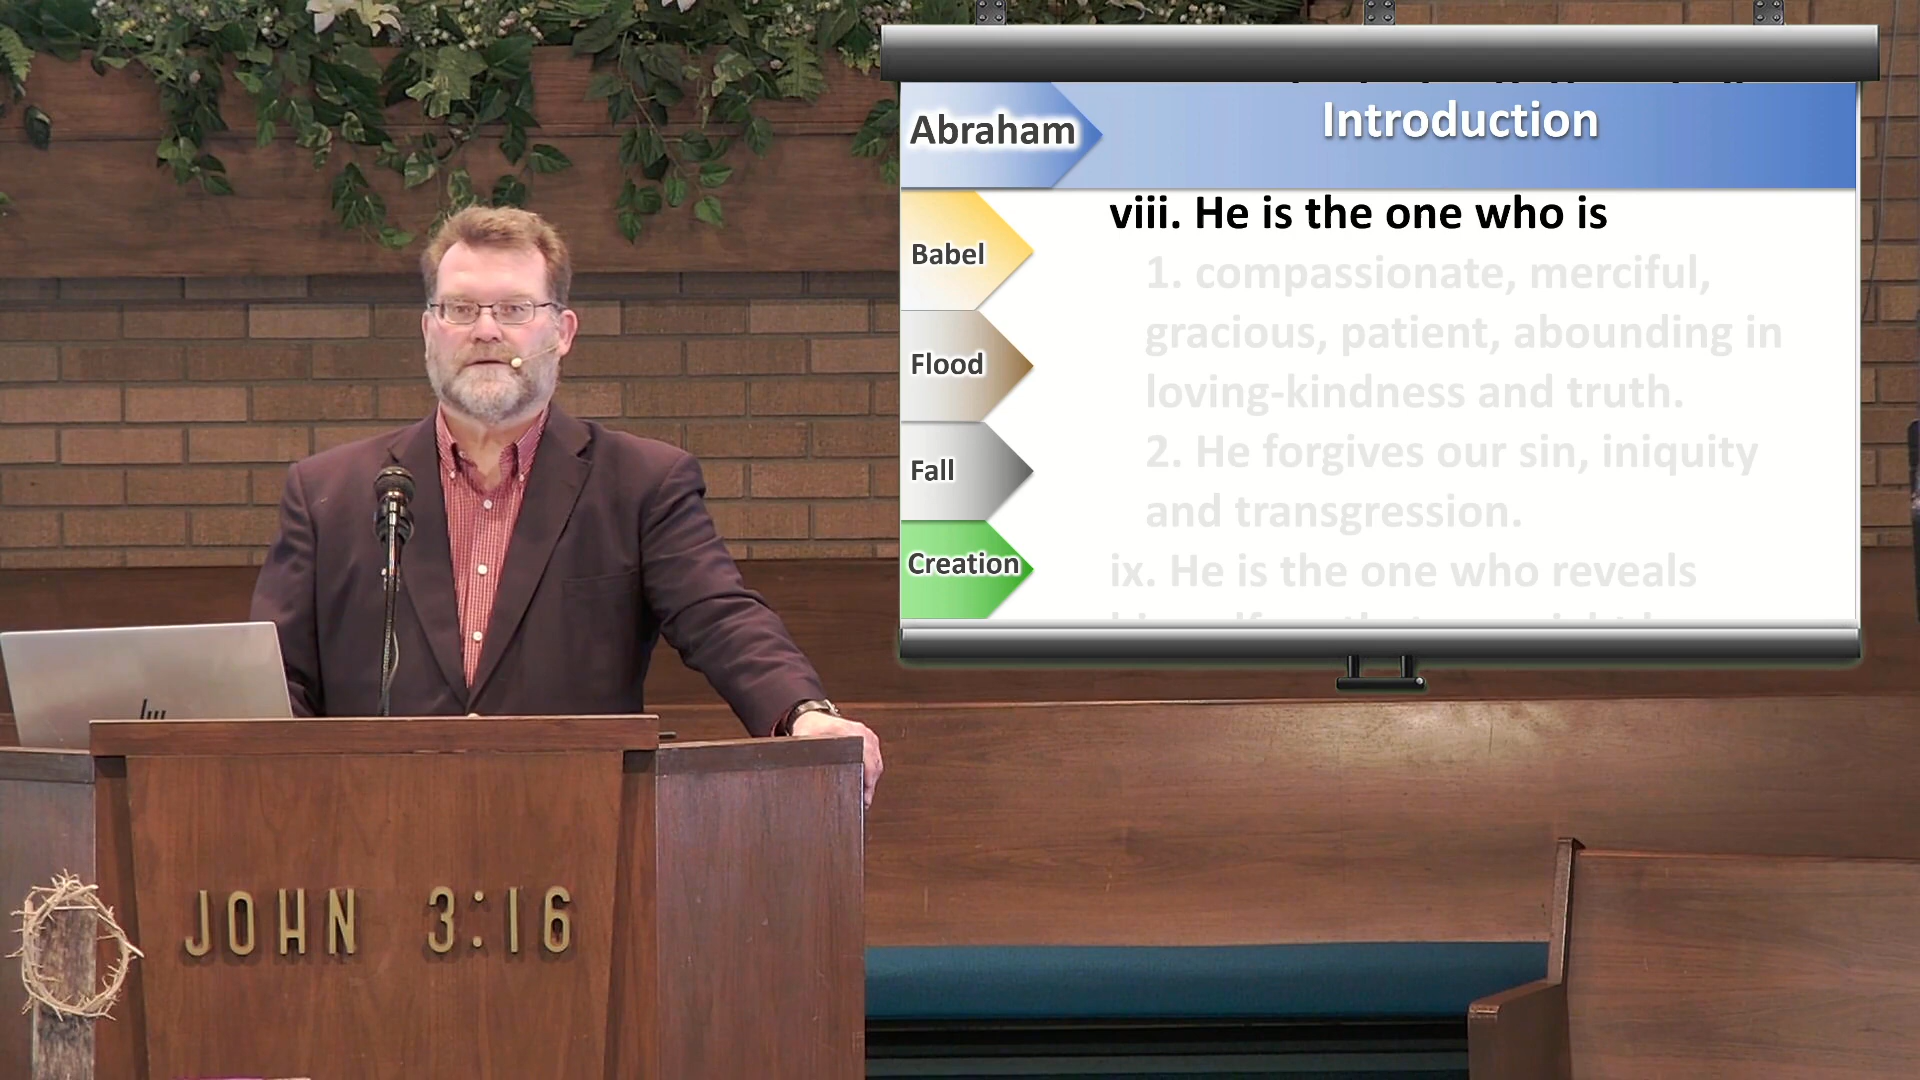 Abraham
Introduction
viii. He is the one who is
Babel
1. compassionate, merciful,
gracious, patient, abounding in
Flood
loving-kindness and truth.
Fall
2. He forgives our sin, iniquity
and transgression.
Creation
ix. He is the one who reveals
hp
JOHN 3:16